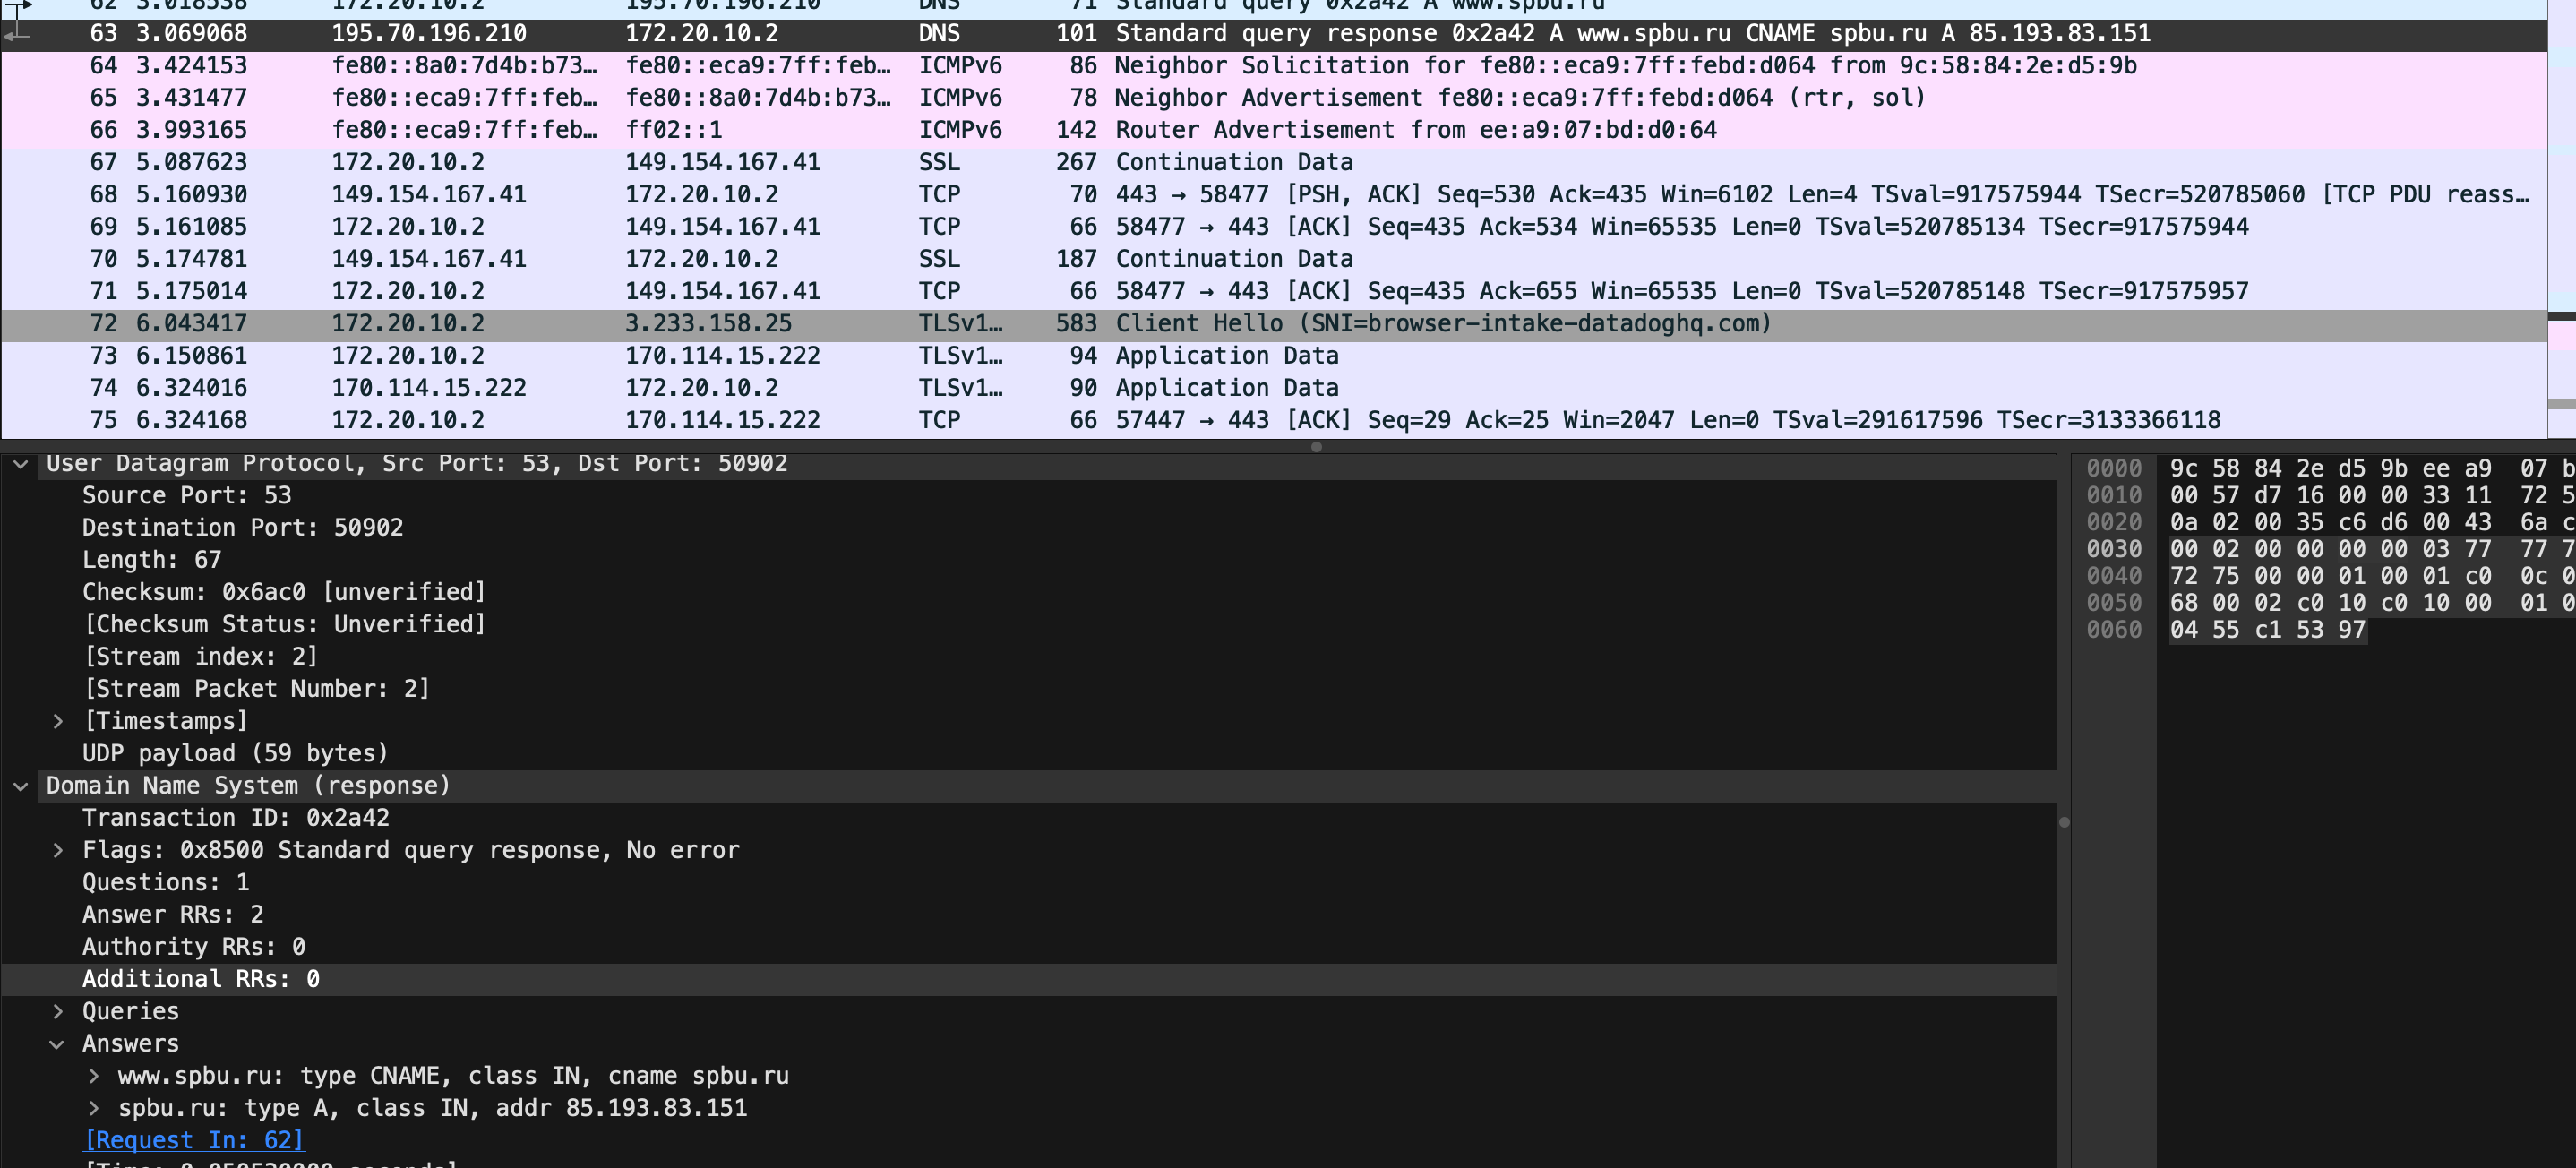 62 3.018538 172.20.10.2 195.70.196.210 DNS 71 Standard query 0x2a42 A www.spbu.ru
63 3.069068 195.70.196.210 172.20.10.2 DNS 101 Standard query response 0x2a42 A www.spbu.ru CNAME spbu.ru A 85.193.83.151
64 3.424153 fe80::8a0:7d4b:b73… fe80::eca9:7ff:feb… ICMPv6 86 Neighbor Solicitation for fe80::eca9:7ff:febd:d064 from 9c:58:84:2e:d5:9b
65 3.431477 fe80::eca9:7ff:feb… fe80::8a0:7d4b:b73… ICMPv6 78 Neighbor Advertisement fe80::eca9:7ff:febd:d064 (rtr, sol)
66 3.993165 fe80::eca9:7ff:feb… ff02::1 ICMPv6 142 Router Advertisement from ee:a9:07:bd:d0:64
67 5.087623 172.20.10.2 149.154.167.41 SSL 267 Continuation Data
68 5.160930 149.154.167.41 172.20.10.2 TCP 70 443 → 58477 [PSH, ACK] Seq=530 Ack=435 Win=6102 Len=4 TSval=917575944 TSecr=520785060 [TCP PDU reass…
69 5.161085 172.20.10.2 149.154.167.41 TCP 66 58477 → 443 [ACK] Seq=435 Ack=534 Win=65535 Len=0 TSval=520785134 TSecr=917575944
70 5.174781 149.154.167.41 172.20.10.2 SSL 187 Continuation Data
71 5.175014 172.20.10.2 149.154.167.41 TCP 66 58477 → 443 [ACK] Seq=435 Ack=655 Win=65535 Len=0 TSval=520785148 TSecr=917575957
72 6.043417 172.20.10.2 3.233.158.25 TLSv1… 583 Client Hello (SNI=browser-intake-datadoghq.com)
73 6.150861 172.20.10.2 170.114.15.222 TLSv1… 94 Application Data
74 6.324016 170.114.15.222 172.20.10.2 TLSv1… 90 Application Data
75 6.324168 172.20.10.2 170.114.15.222 TCP 66 57447 → 443 [ACK] Seq=29 Ack=25 Win=2047 Len=0 TSval=291617596 TSecr=3133366118
User Datagram Protocol, Src Port: 53, Dst Port: 50902
Source Port: 53
Destination Port: 50902
Length: 67
Checksum: 0x6ac0 [unverified]
[Checksum Status: Unverified]
[Stream index: 2]
[Stream Packet Number: 2]
[Timestamps]
UDP payload (59 bytes)
Domain Name System (response)
Transaction ID: 0x2a42
Flags: 0x8500 Standard query response, No error
Questions: 1
Answer RRs: 2
Authority RRs: 0
Additional RRs: 0
Queries
Answers
www.spbu.ru: type CNAME, class IN, cname spbu.ru
spbu.ru: type A, class IN, addr 85.193.83.151
[Request In: 62]
[Time: 0.050530000 seconds]
0000 9c 58 84 2e d5 9b ee a9 07 b
0010 00 57 d7 16 00 00 33 11 72 5
0020 0a 02 00 35 c6 d6 00 43 6a c
0030 00 02 00 00 00 00 03 77 77 7
0040 72 75 00 00 01 00 01 c0 0c 0
0050 68 00 02 c0 10 c0 10 00 01 0
0060 04 55 c1 53 97